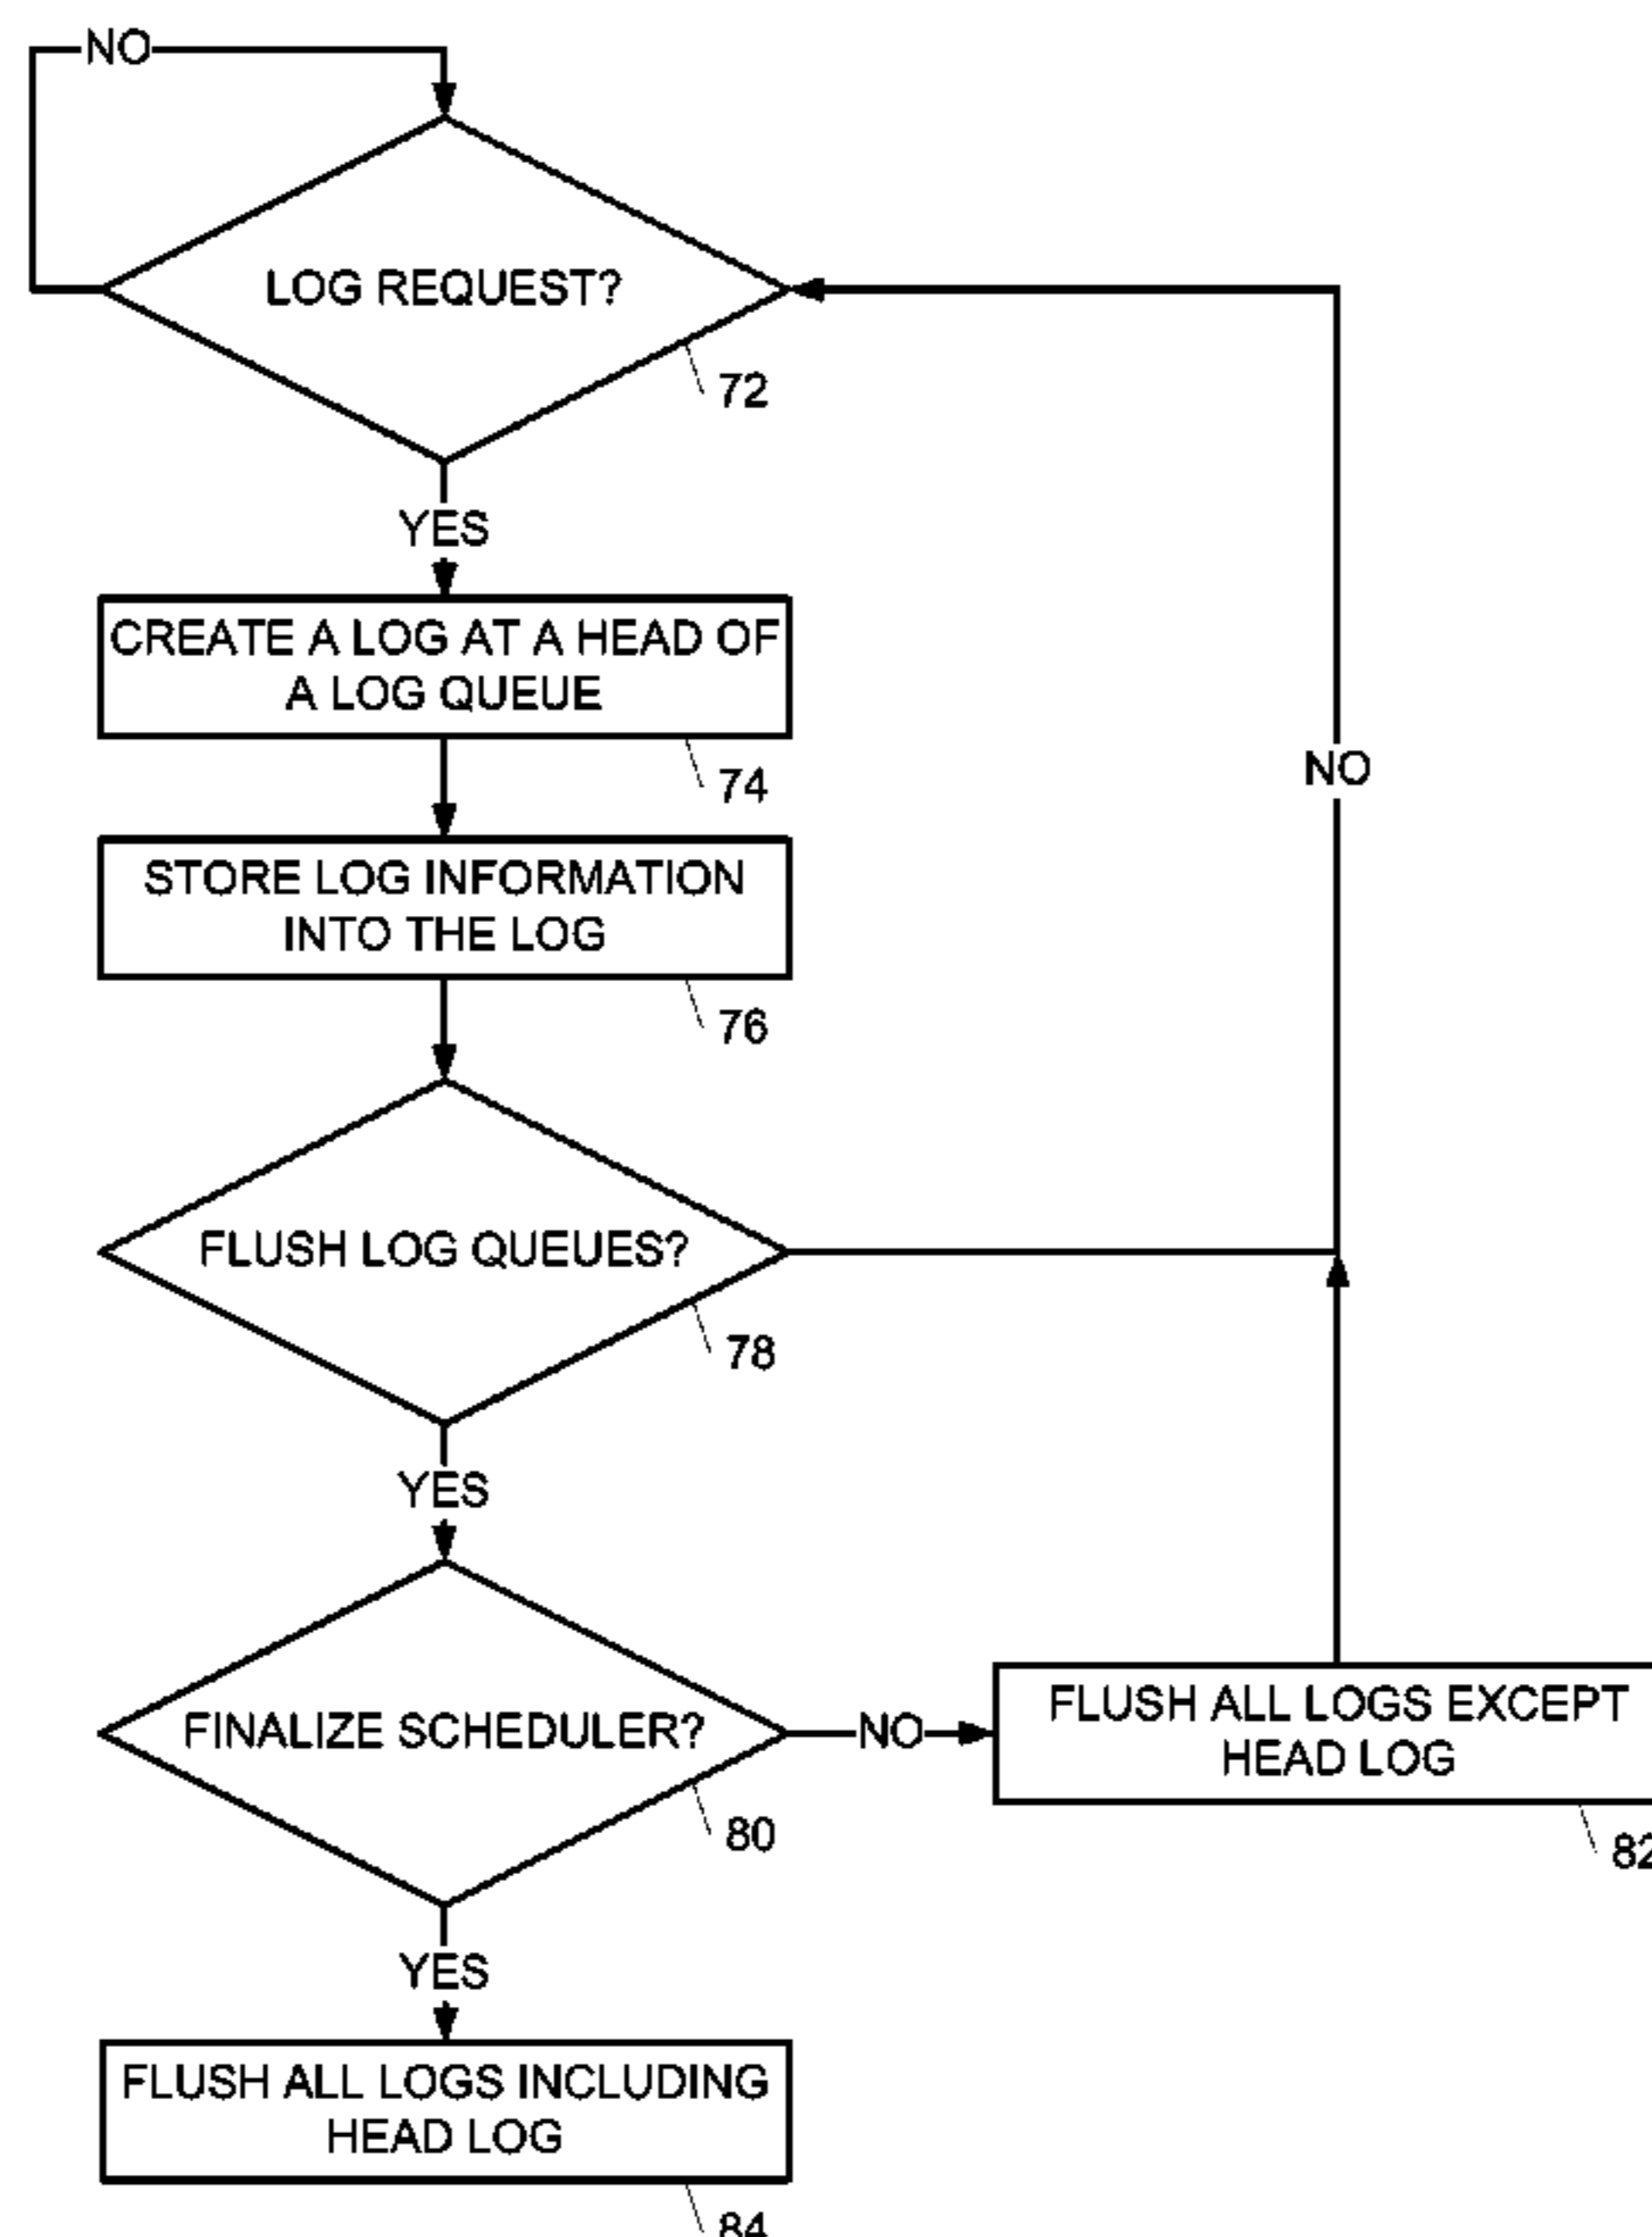 NO
LOG REQUEST?
72
YES
CREATE A LOG AT A HEAD OF
A LOG QUEUE
74
NO
STORE LOG INFORMATION
INTO THE LOG
76
FLUSH LOG QUEUES?
78
YES
FINALIZE SCHEDULER?
NO
FLUSH ALL LOGS EXCEPT
HEAD LOG
80
82
YES
FLUSH ALL LOGS INCLUDING
HEAD LOG
84